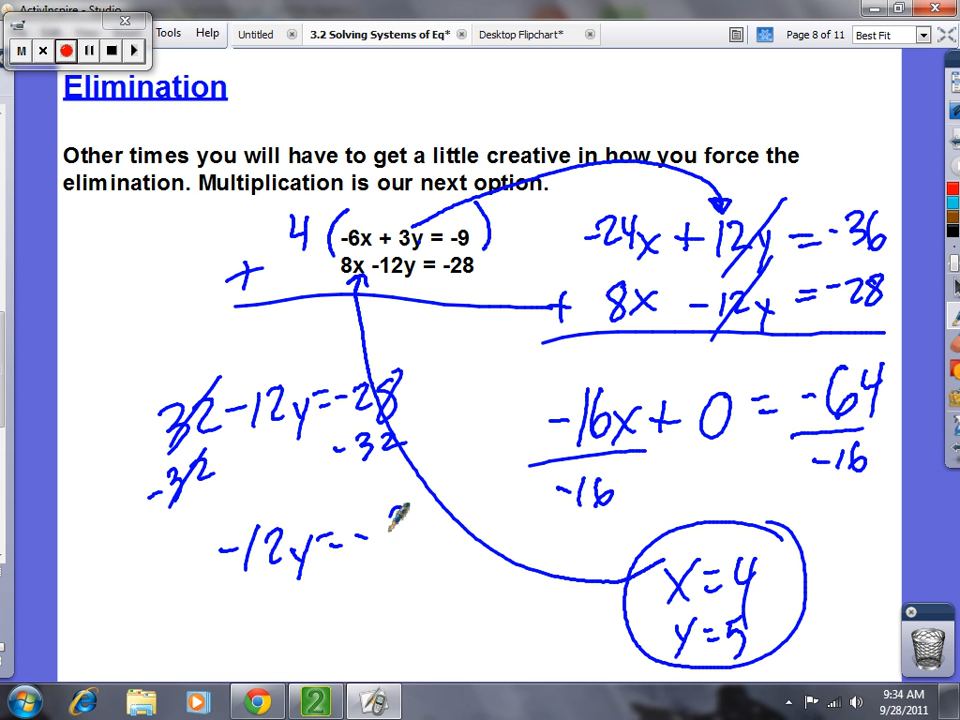 ActivInspire - Studio
Tools Help Untitled 3.2 Solving Systems of Eq* Desktop Flipchart* Page 8 of 11 Best Fit
M
Elimination
Other times you will have to get a little creative in how you force the
elimination. Multiplication is our next option.
4 ( -6x + 3y = -9 )
8x -12y = -28
+
-24x + 12y = -36
+ 8x - 12y = -28
-16x + 0 = -64
-16 -16
x = 4
y = 5
32 - 12y = -28
-32 -32
-12y = -
2
9:34 AM
9/28/2011